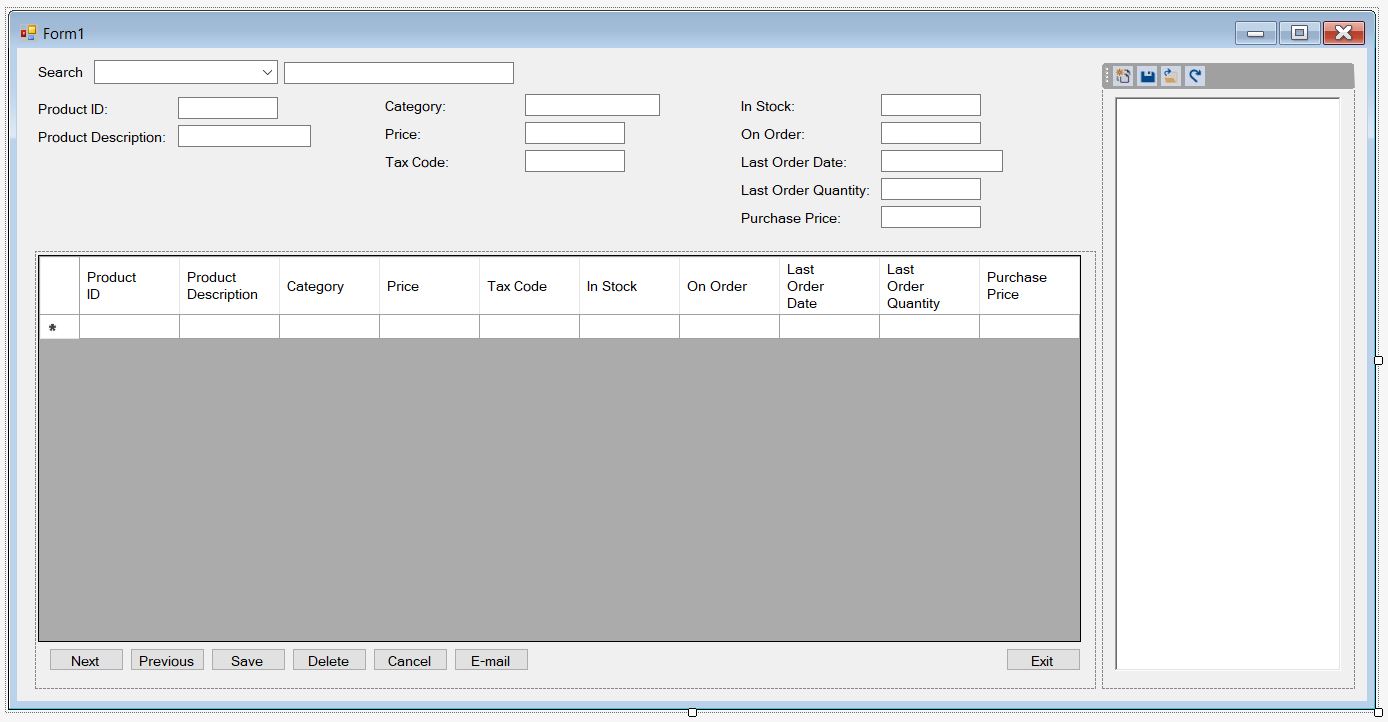 Form1
Search
Product ID:
Product Description:
Category:
Price:
Tax Code:
In Stock:
On Order:
Last Order Date:
Last Order Quantity:
Purchase Price:
Product
ID
Product
Description
Category
Price
Tax Code
In Stock
On Order
Last
Order
Date
Last
Order
Quantity
Purchase
Price
*
Next
Previous
Save
Delete
Cancel
E-mail
Exit